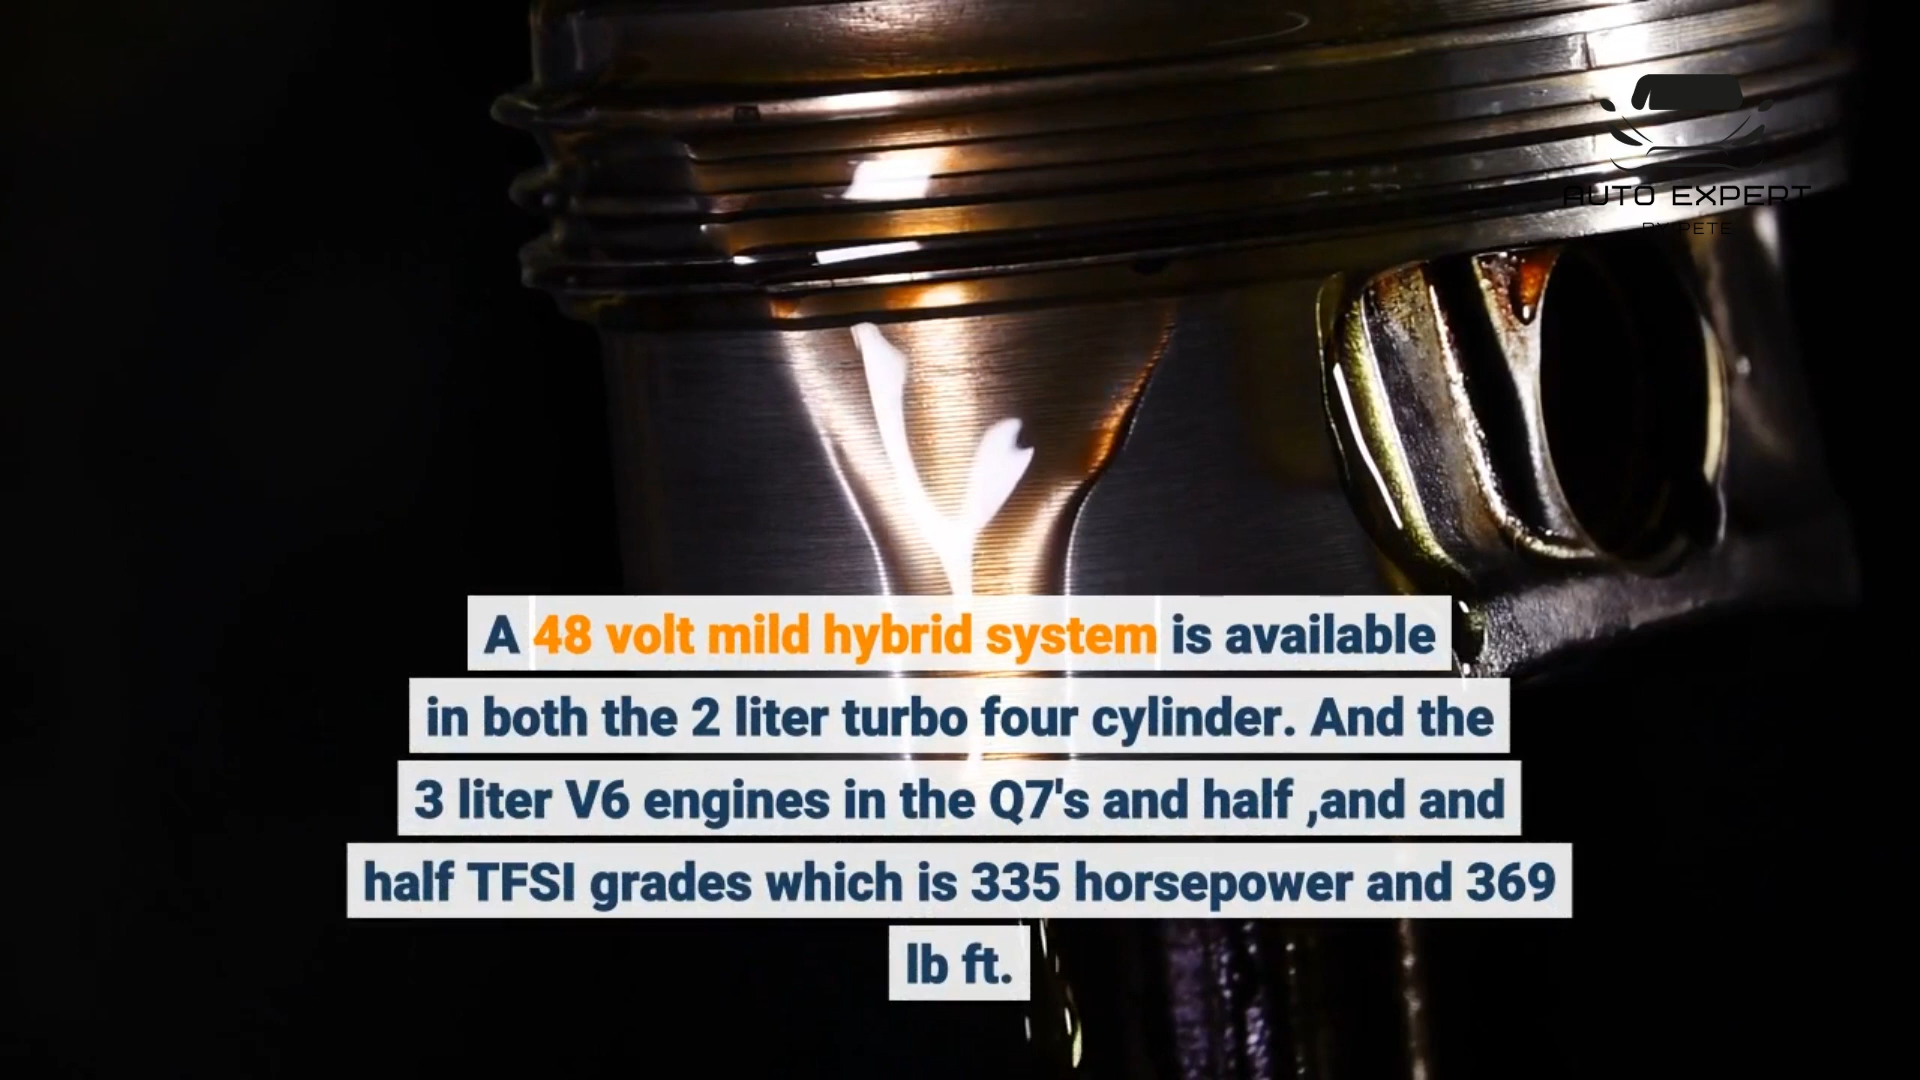 AUTO EXPERT
BY PETE
A 48 volt mild hybrid system is available
in both the 2 liter turbo four cylinder. And the
3 liter V6 engines in the Q7's and half ,and and
half TFSI grades which is 335 horsepower and 369
lb ft.